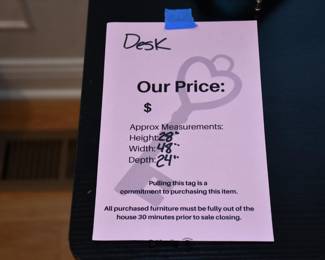 Desk
Our Price:
$
Approx Measurements:
Height: 28"
Width: 48"
Depth: 24"
Pulling this tag is a
commitment to purchasing this item.
All purchased furniture must be fully out of the
house 30 minutes prior to sale closing.